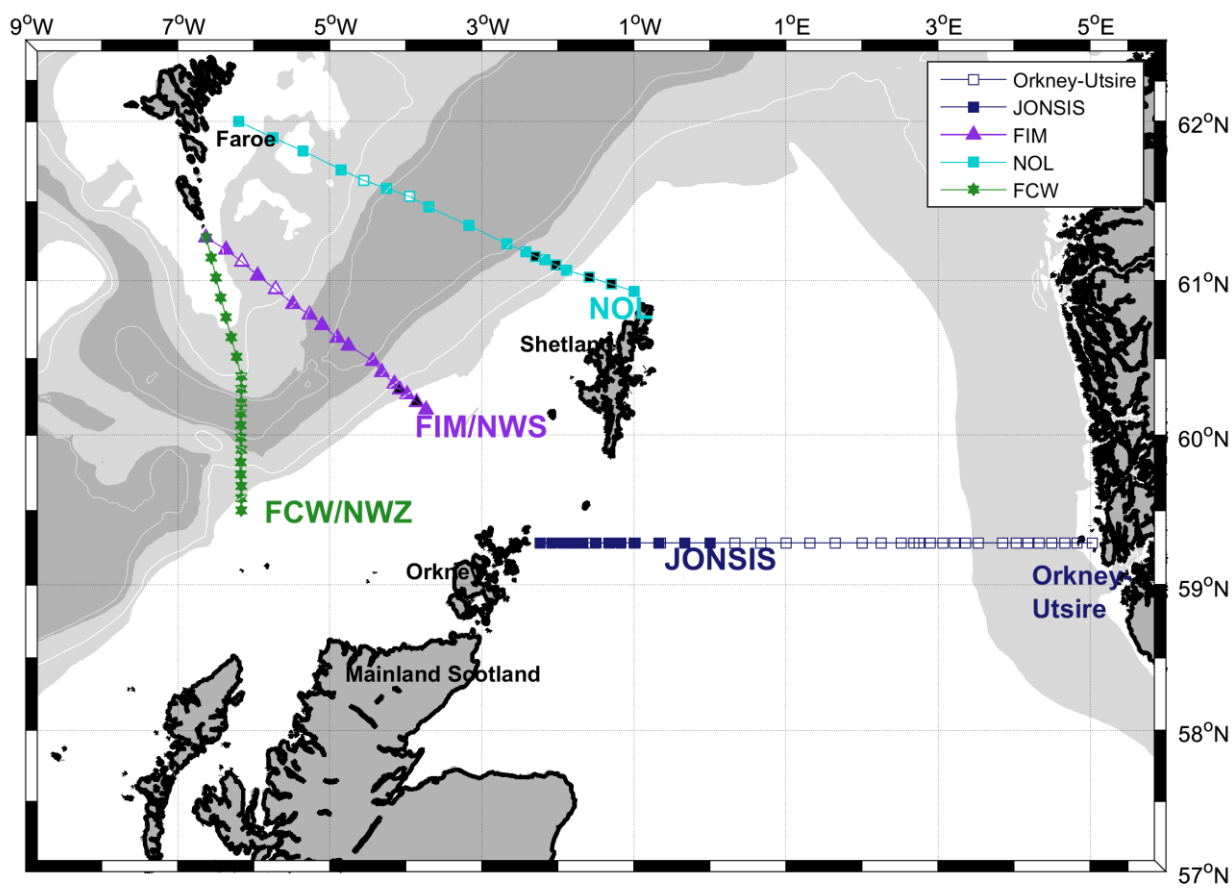 9°W 7°W 5°W 3°W 1°W 1°E 3°E 5°E
Orkney-Utsire
JONSIS
FIM
NOL
FCW
62°N
Faroe
61°N
NOL
Shetland
FIM/NWS
60°N
FCW/NWZ
JONSIS
Orkney
Orkney-
Utsire
59°N
Mainland Scotland
58°N
57°N